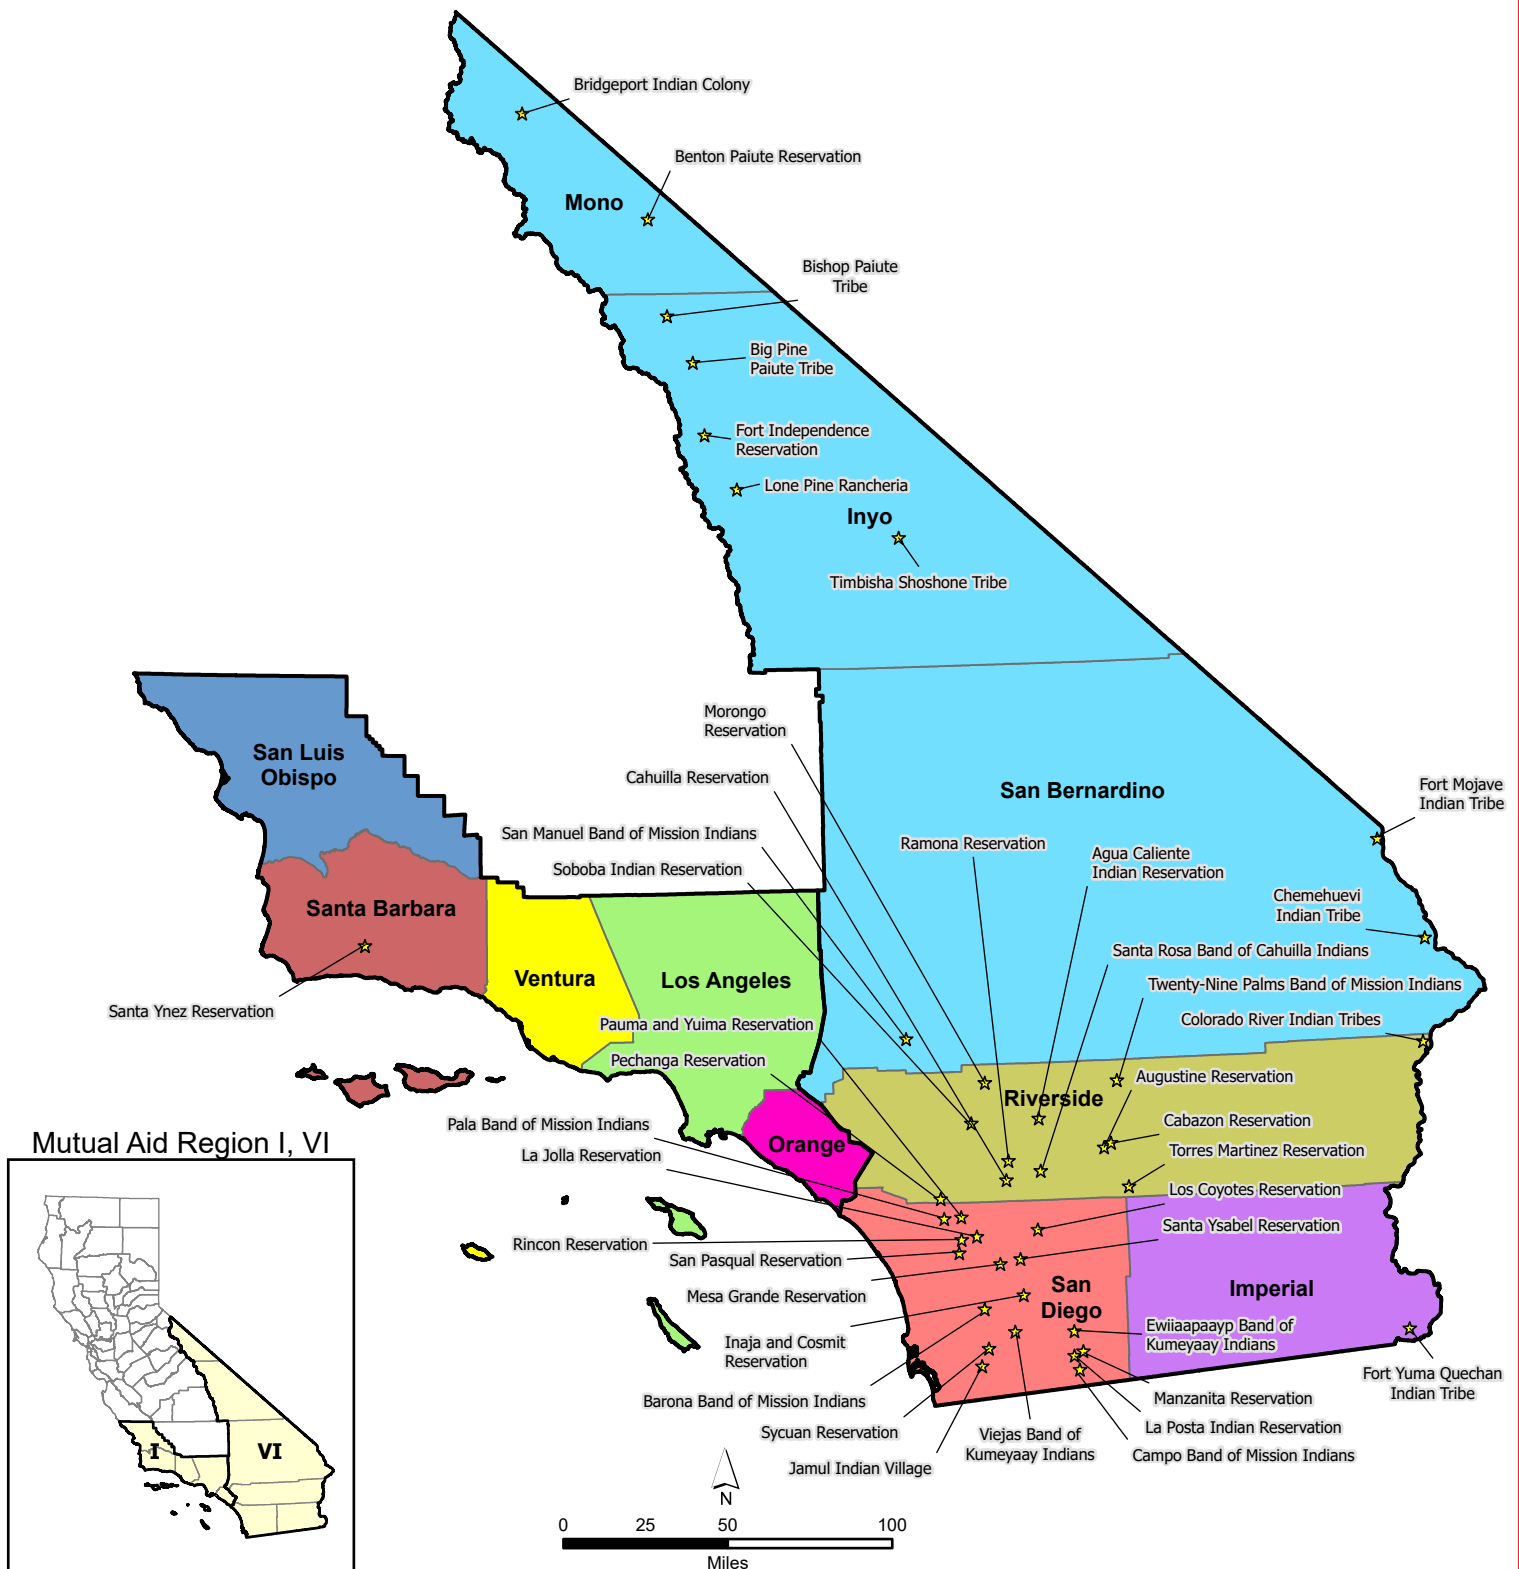 Bridgeport Indian Colony
Benton Paiute Reservation
Mono
Bishop Paiute
Tribe
Big Pine
Paiute Tribe
Fort Independence
Reservation
Lone Pine Rancheria
Inyo
Timbisha Shoshone Tribe
Morongo
Reservation
San Luis
Obispo
Cahuilla Reservation
San Bernardino
Fort Mojave
Indian Tribe
San Manuel Band of Mission Indians
Ramona Reservation
Agua Caliente
Indian Reservation
Soboba Indian Reservation
Chemehuevi
Indian Tribe
Santa Barbara
Santa Rosa Band of Cahuilla Indians
Ventura
Los Angeles
Twenty-Nine Palms Band of Mission Indians
Santa Ynez Reservation
Colorado River Indian Tribes
Pauma and Yuima Reservation
Pechanga Reservation
Augustine Reservation
Riverside
Cabazon Reservation
Pala Band of Mission Indians
Orange
Mutual Aid Region I, VI
La Jolla Reservation
Torres Martinez Reservation
Los Coyotes Reservation
Santa Ysabel Reservation
Rincon Reservation
San Pasqual Reservation
Mesa Grande Reservation
San
Diego
Imperial
Inaja and Cosmit
Reservation
Ewiiaapaayp Band of
Kumeyaay Indians
Fort Yuma Quechan
Indian Tribe
Barona Band of Mission Indians
Manzanita Reservation
Sycuan Reservation
Viejas Band of
Kumeyaay Indians
La Posta Indian Reservation
Campo Band of Mission Indians
Jamul Indian Village
I
VI
N
0 25 50 100
Miles